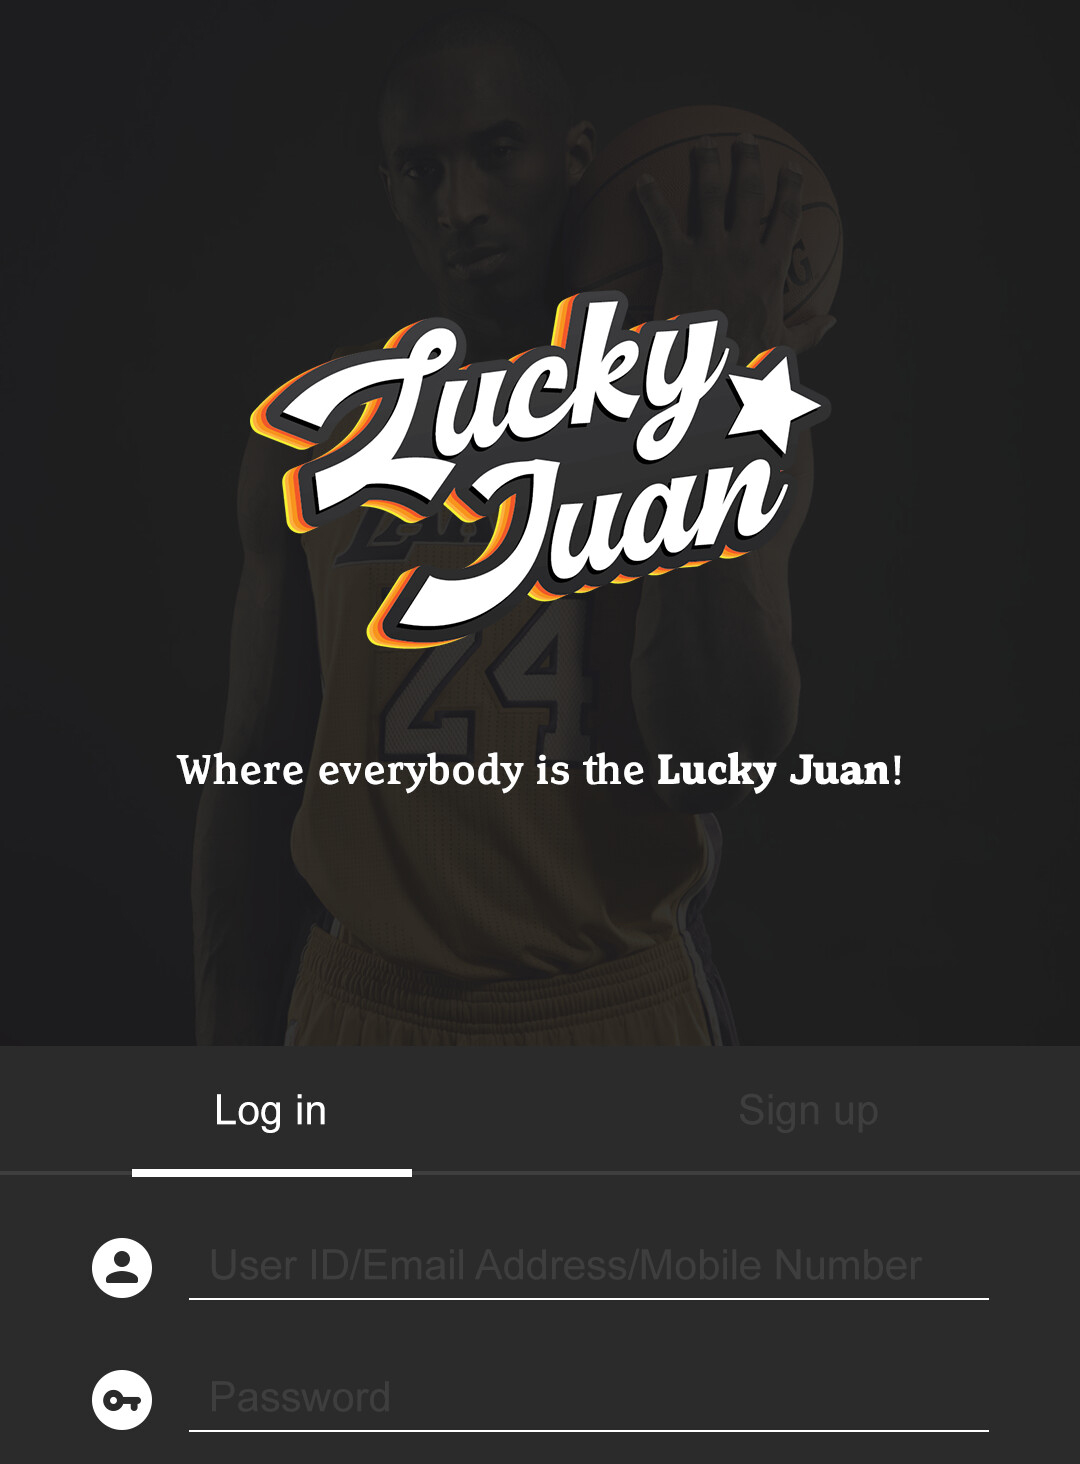 Lucky
Juan
24
Where everybody is the Lucky Juan!
Log in
Sign up
User ID/Email Address/Mobile Number
Password